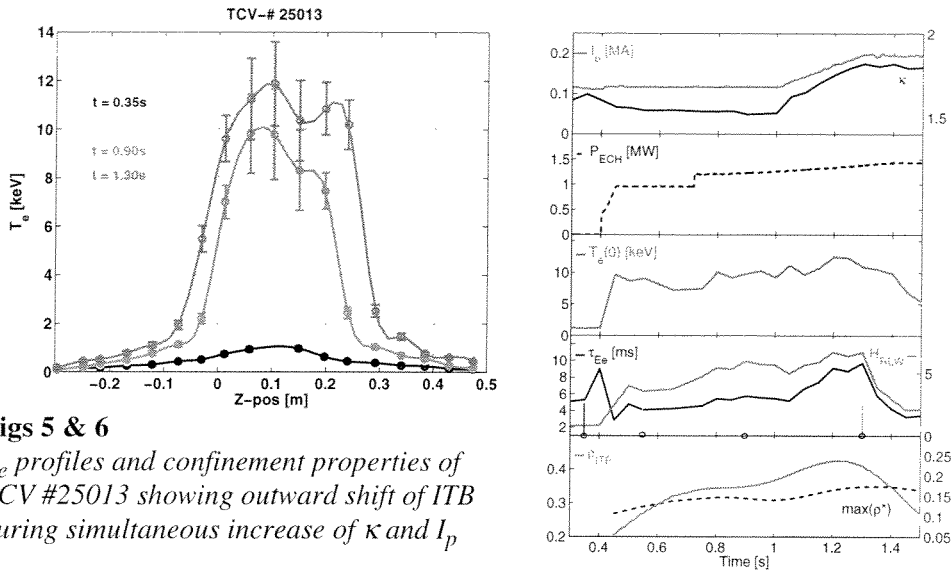 TCV-# 25013
14
12
10
8
6
4
2
0
T_e [keV]
t = 0.35s
t = 0.90s
t = 1.30s
−0.2 −0.1 0 0.1 0.2 0.3 0.4 0.5
Z-pos [m]
igs 5 & 6
e profiles and confinement properties of
CV #25013 showing outward shift of ITB
uring simultaneous increase of κ and I_p
0.2
0.1
0
I_p [MA]
κ
2
1.5
P_ECH [MW]
1.5
1
0.5
0
T_e(0) [keV]
10
5
0
τ_Ee [ms]
H_RLW
10
8
6
4
2
5
0
ρ_ITB
0.4
0.3
0.2
max(ρ*)
0.25
0.2
0.15
0.1
0.05
0.4 0.6 0.8 1 1.2 1.4
Time [s]